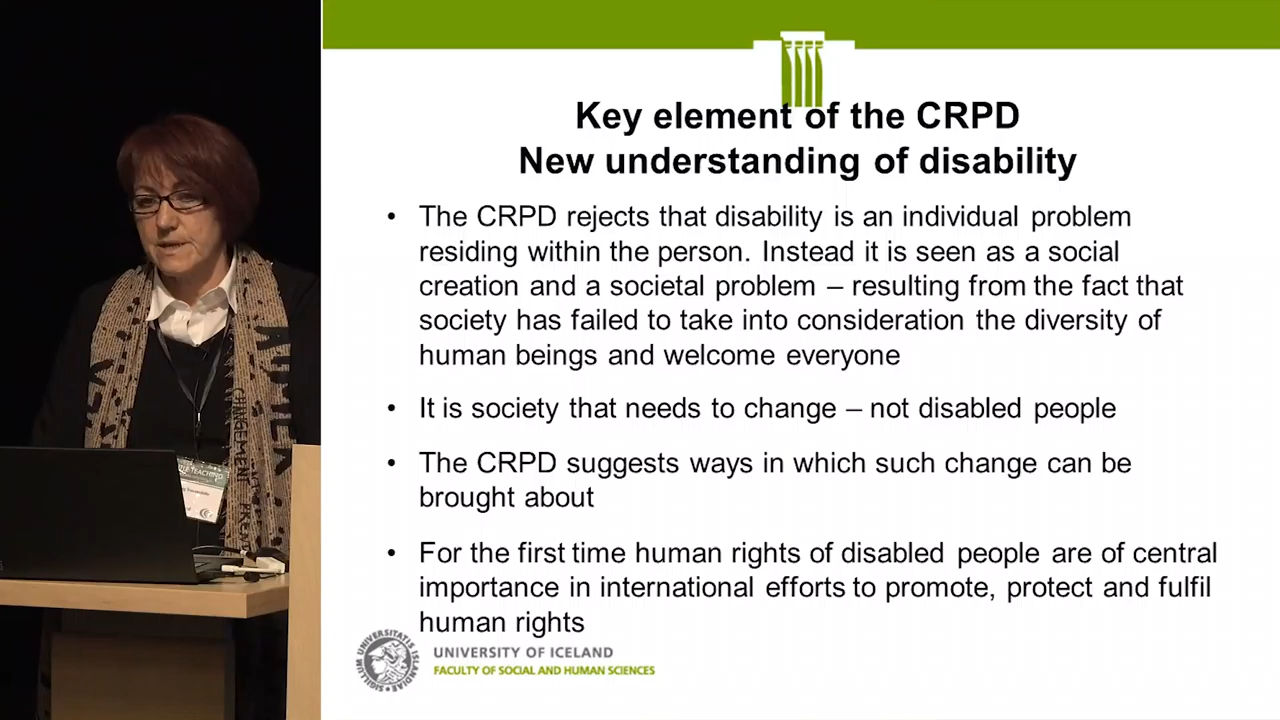 Key element of the CRPD
New understanding of disability
• The CRPD rejects that disability is an individual problem
residing within the person. Instead it is seen as a social
creation and a societal problem – resulting from the fact that
society has failed to take into consideration the diversity of
human beings and welcome everyone
• It is society that needs to change – not disabled people
• The CRPD suggests ways in which such change can be
brought about
• For the first time human rights of disabled people are of central
importance in international efforts to promote, protect and fulfil
human rights
SIGILLUM UNIVERSITATIS ISLANDIAE
UNIVERSITY OF ICELAND
FACULTY OF SOCIAL AND HUMAN SCIENCES
TEACHING